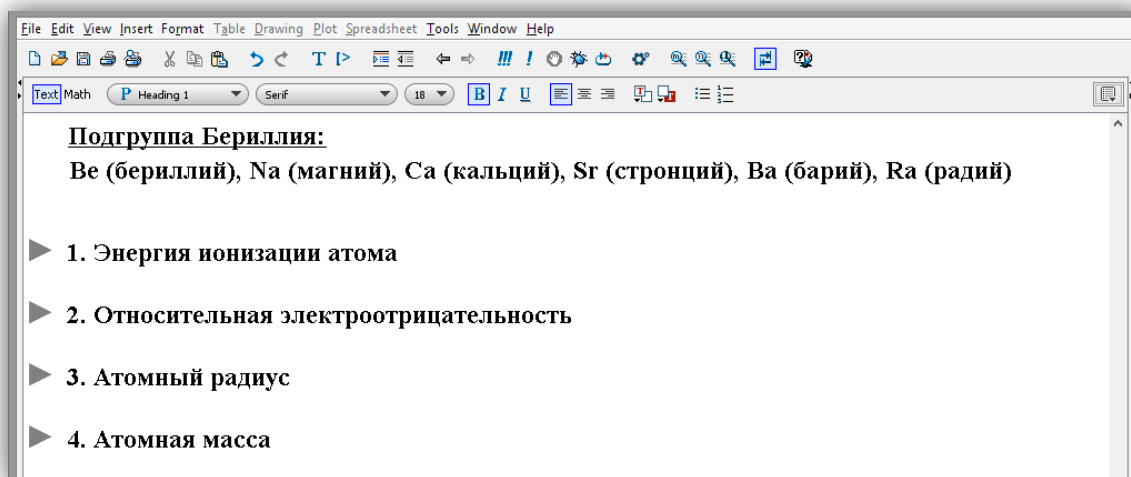 File Edit View Insert Format Table Drawing Plot Spreadsheet Tools Window Help
Text Math P Heading 1 Serif 18 B I U
Подгруппа Бериллия:
Be (бериллий), Na (магний), Ca (кальций), Sr (стронций), Ba (барий), Ra (радий)
1. Энергия ионизации атома
2. Относительная электроотрицательность
3. Атомный радиус
4. Атомная масса